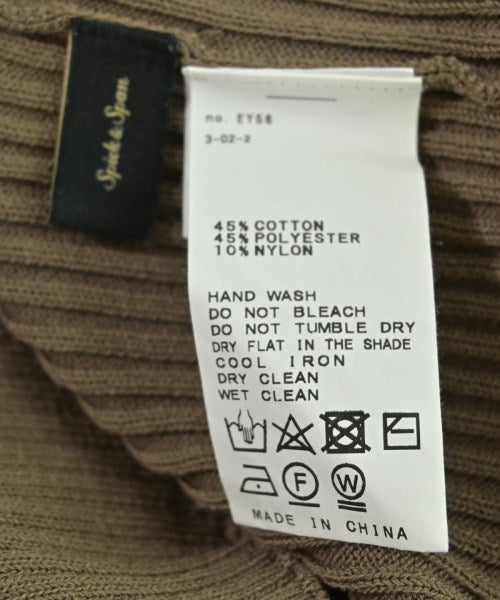 Spick & Span
no. EY56
3-02-2
45% COTTON
45% POLYESTER
10% NYLON
HAND WASH
DO NOT BLEACH
DO NOT TUMBLE DRY
DRY FLAT IN THE SHADE
COOL IRON
DRY CLEAN
WET CLEAN
F W
MADE IN CHINA